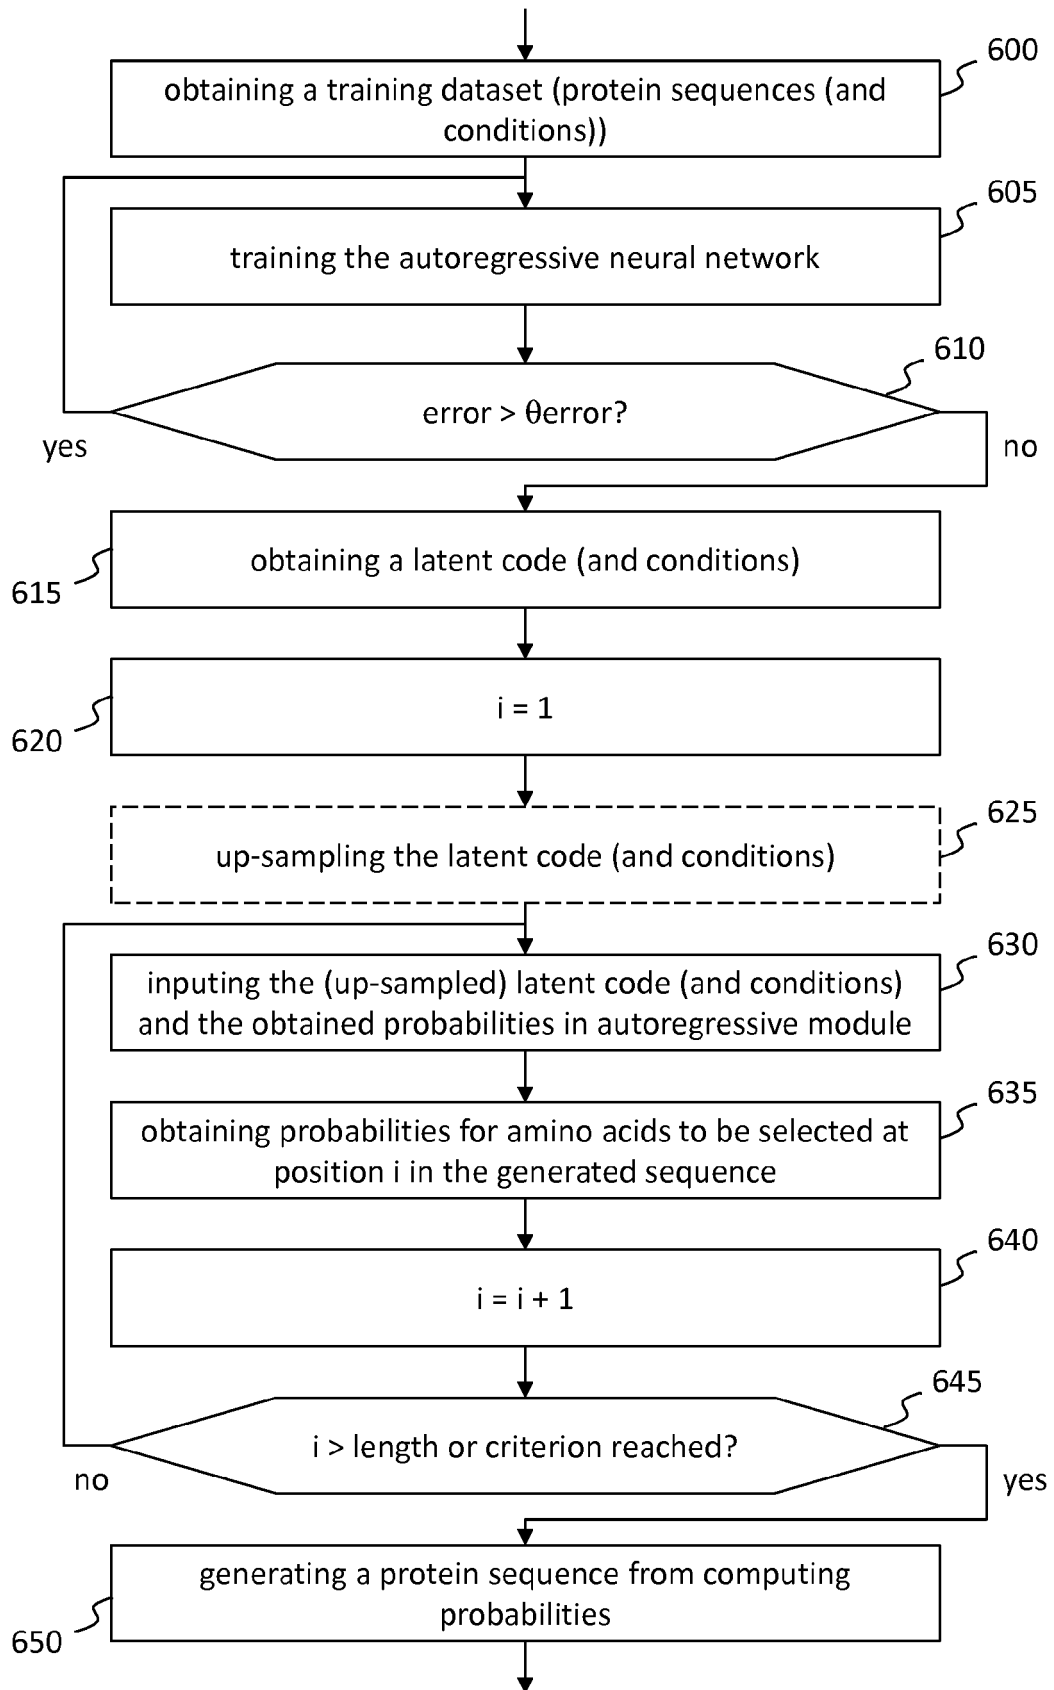 600
obtaining a training dataset (protein sequences (and
conditions))
605
training the autoregressive neural network
610
error > θerror?
yes
no
obtaining a latent code (and conditions)
615
i = 1
620
625
up-sampling the latent code (and conditions)
630
inputing the (up-sampled) latent code (and conditions)
and the obtained probabilities in autoregressive module
635
obtaining probabilities for amino acids to be selected at
position i in the generated sequence
640
i = i + 1
645
i > length or criterion reached?
no
yes
generating a protein sequence from computing
probabilities
650